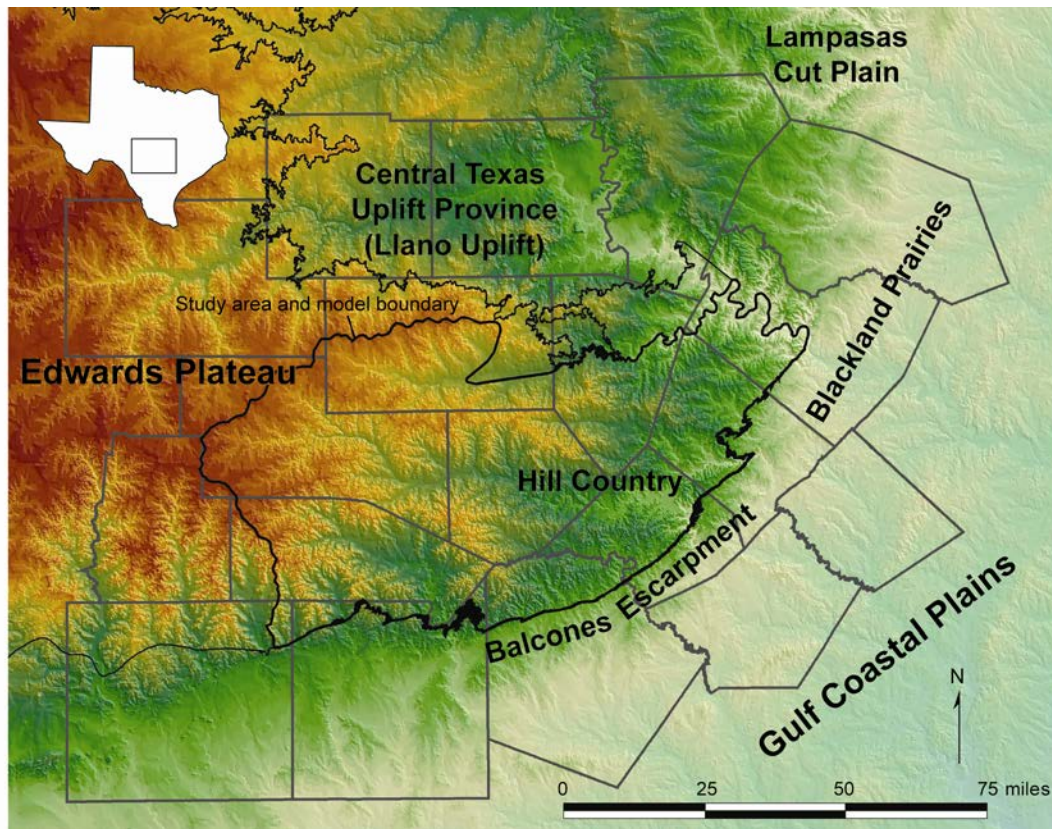 Lampasas
Cut Plain
Central Texas
Uplift Province
(Llano Uplift)
Study area and model boundary
Edwards Plateau
Blackland Prairies
Hill Country
Balcones Escarpment
Gulf Coastal Plains
N
0 25 50 75 miles